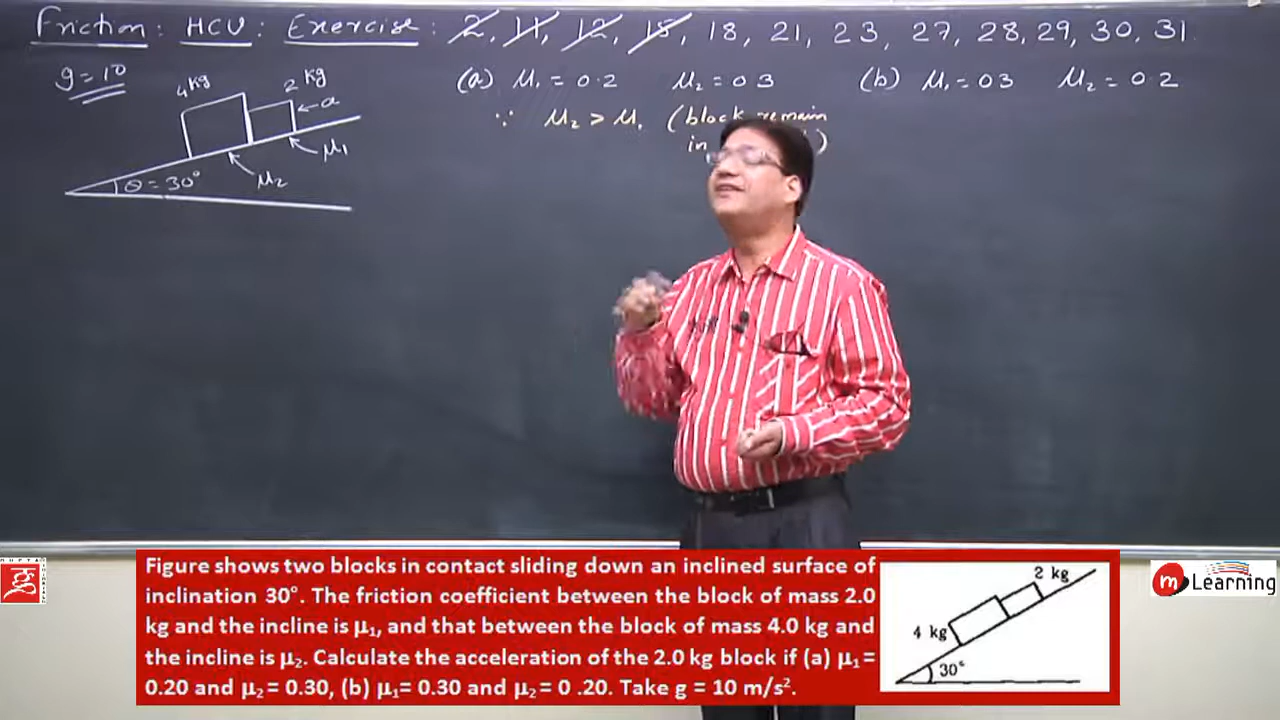 Friction: HCV: Exercise: 2, 11, 12, 15, 18, 21, 23, 27, 28, 29, 30, 31
g = 10
4 kg
2 kg
a
μ₁
μ₂
θ = 30°
(a) μ₁ = 0.2 μ₂ = 0.3 (b) μ₁ = 0.3 μ₂ = 0.2
∵ μ₂ > μ₁ (block remain
in )
Figure shows two blocks in contact sliding down an inclined surface of
inclination 30°. The friction coefficient between the block of mass 2.0
kg and the incline is μ₁, and that between the block of mass 4.0 kg and
the incline is μ₂. Calculate the acceleration of the 2.0 kg block if (a) μ₁ =
0.20 and μ₂ = 0.30, (b) μ₁= 0.30 and μ₂ = 0 .20. Take g = 10 m/s².
2 kg
4 kg
30°
m Learning